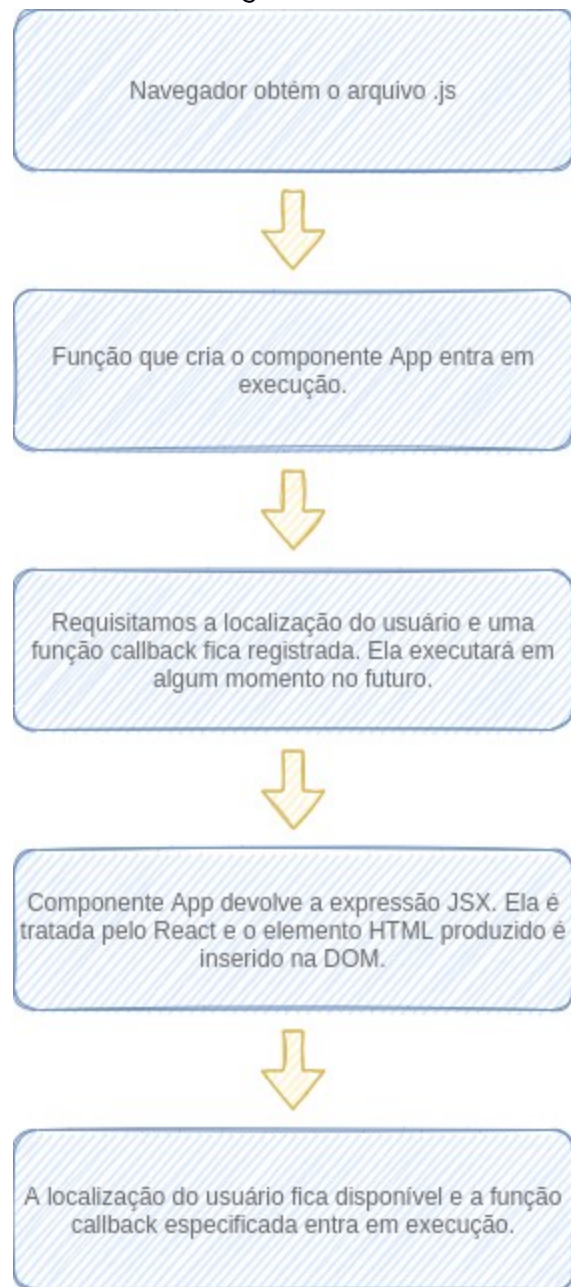 Navegador obtém o arquivo .js
Função que cria o componente App entra em
execução.
Requisitamos a localização do usuário e uma
função callback fica registrada. Ela executará em
algum momento no futuro.
Componente App devolve a expressão JSX. Ela é
tratada pelo React e o elemento HTML produzido é
inserido na DOM.
A localização do usuário fica disponível e a função
callback especificada entra em execução.